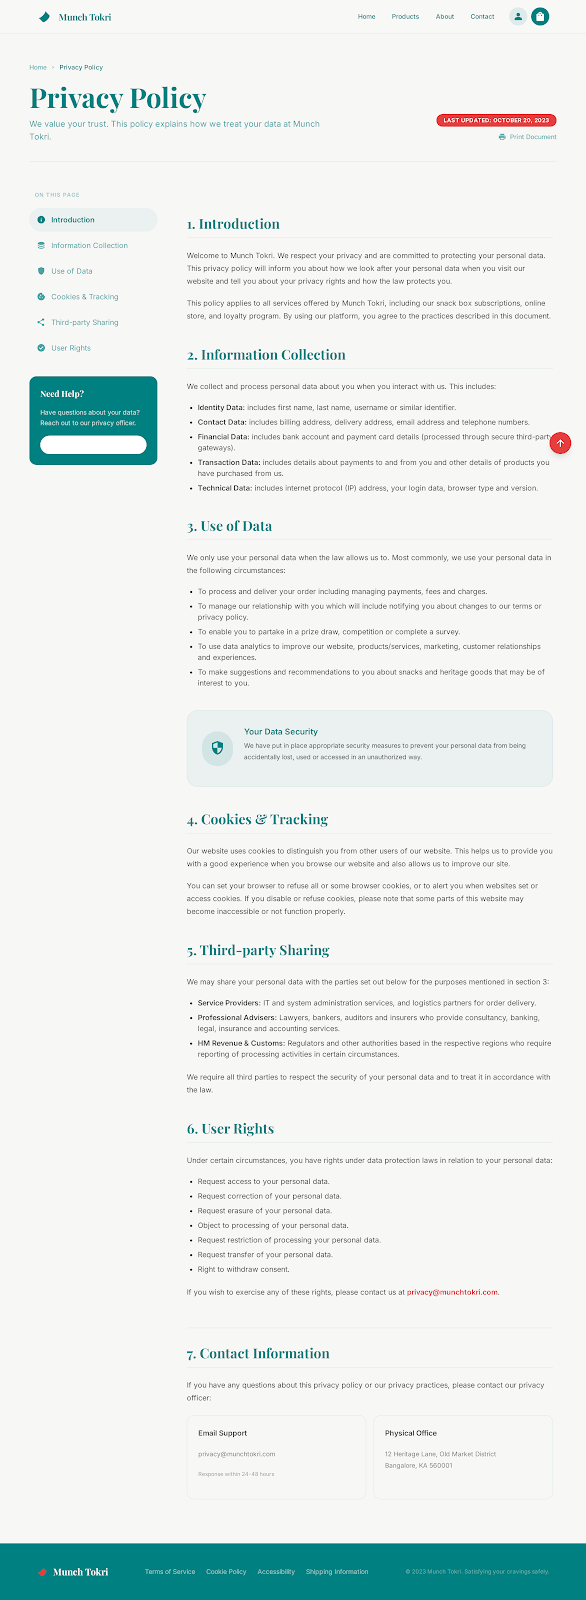 Munch Tokri
Home Products About Contact
Home › Privacy Policy
Privacy Policy
We value your trust. This policy explains how we treat your data at Munch
Tokri.
LAST UPDATED: OCTOBER 20, 2023
Print Document
ON THIS PAGE
Introduction
Information Collection
Use of Data
Cookies & Tracking
Third-party Sharing
User Rights
Need Help?
Have questions about your data?
Reach out to our privacy officer.
1. Introduction
Welcome to Munch Tokri. We respect your privacy and are committed to protecting your personal data.
This privacy policy will inform you about how we look after your personal data when you visit our
website and tell you about your privacy rights and how the law protects you.
This policy applies to all services offered by Munch Tokri, including our snack box subscriptions, online
store, and loyalty program. By using our platform, you agree to the practices described in this document.
2. Information Collection
We collect and process personal data about you when you interact with us. This includes:
• Identity Data: includes first name, last name, username or similar identifier.
• Contact Data: includes billing address, delivery address, email address and telephone numbers.
• Financial Data: includes bank account and payment card details (processed through secure third-party
gateways).
• Transaction Data: includes details about payments to and from you and other details of products you
have purchased from us.
• Technical Data: includes internet protocol (IP) address, your login data, browser type and version.
3. Use of Data
We only use your personal data when the law allows us to. Most commonly, we use your personal data in
the following circumstances:
• To process and deliver your order including managing payments, fees and charges.
• To manage our relationship with you which will include notifying you about changes to our terms or
privacy policy.
• To enable you to partake in a prize draw, competition or complete a survey.
• To use data analytics to improve our website, products/services, marketing, customer relationships
and experiences.
• To make suggestions and recommendations to you about snacks and heritage goods that may be of
interest to you.
Your Data Security
We have put in place appropriate security measures to prevent your personal data from being
accidentally lost, used or accessed in an unauthorized way.
4. Cookies & Tracking
Our website uses cookies to distinguish you from other users of our website. This helps us to provide you
with a good experience when you browse our website and also allows us to improve our site.
You can set your browser to refuse all or some browser cookies, or to alert you when websites set or
access cookies. If you disable or refuse cookies, please note that some parts of this website may
become inaccessible or not function properly.
5. Third-party Sharing
We may share your personal data with the parties set out below for the purposes mentioned in section 3:
• Service Providers: IT and system administration services, and logistics partners for order delivery.
• Professional Advisers: Lawyers, bankers, auditors and insurers who provide consultancy, banking,
legal, insurance and accounting services.
• HM Revenue & Customs: Regulators and other authorities based in the respective regions who require
reporting of processing activities in certain circumstances.
We require all third parties to respect the security of your personal data and to treat it in accordance with
the law.
6. User Rights
Under certain circumstances, you have rights under data protection laws in relation to your personal data:
• Request access to your personal data.
• Request correction of your personal data.
• Request erasure of your personal data.
• Object to processing of your personal data.
• Request restriction of processing your personal data.
• Request transfer of your personal data.
• Right to withdraw consent.
If you wish to exercise any of these rights, please contact us at privacy@munchtokri.com.
7. Contact Information
If you have any questions about this privacy policy or our privacy practices, please contact our privacy
officer:
Email Support
privacy@munchtokri.com
Response within 24-48 hours
Physical Office
12 Heritage Lane, Old Market District
Bangalore, KA 560001
Munch Tokri
Terms of Service Cookie Policy Accessibility Shipping Information
© 2023 Munch Tokri. Satisfying your cravings safely.